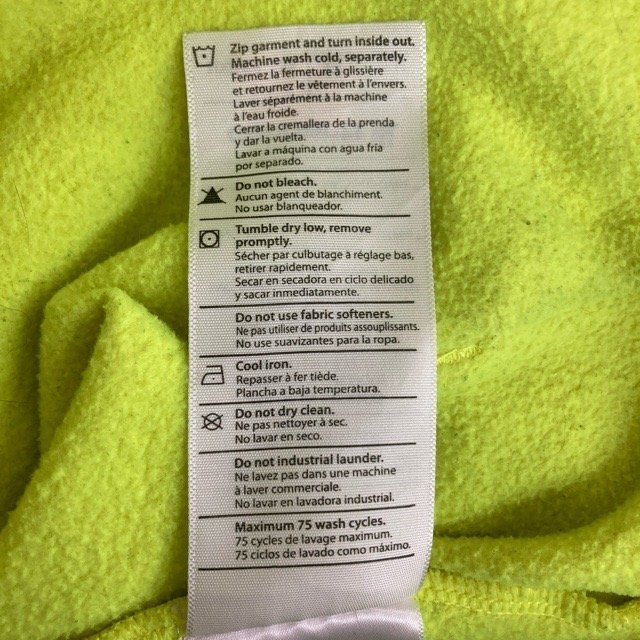 Zip garment and turn inside out.
Machine wash cold, separately.
Fermez la fermeture à glissière
et retournez le vêtement à l'envers.
Laver séparément à la machine
à l'eau froide.
Cerrar la cremallera de la prenda
y dar la vuelta.
Lavar a máquina con agua fría
por separado.
Do not bleach.
Aucun agent de blanchiment.
No usar blanqueador.
Tumble dry low, remove
promptly.
Sécher par culbutage à réglage bas,
retirer rapidement.
Secar en secadora en ciclo delicado
y sacar inmediatamente.
Do not use fabric softeners.
Ne pas utiliser de produits assouplissants.
No use suavizantes para la ropa.
Cool iron.
Repasser à fer tiède.
Plancha a baja temperatura.
Do not dry clean.
Ne pas nettoyer à sec.
No lavar en seco.
Do not industrial launder.
Ne lavez pas dans une machine
à laver commerciale.
No lavar en lavadora industrial.
Maximum 75 wash cycles.
75 cycles de lavage maximum.
75 ciclos de lavado como máximo.